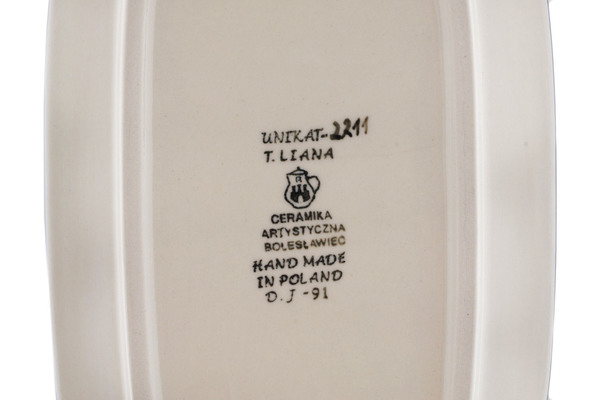 UNIKAT-2211
T. LIANA
R
CERAMIKA
ARTYSTYCZNA
BOLESŁAWIEC
HAND MADE
IN POLAND
D.J-91